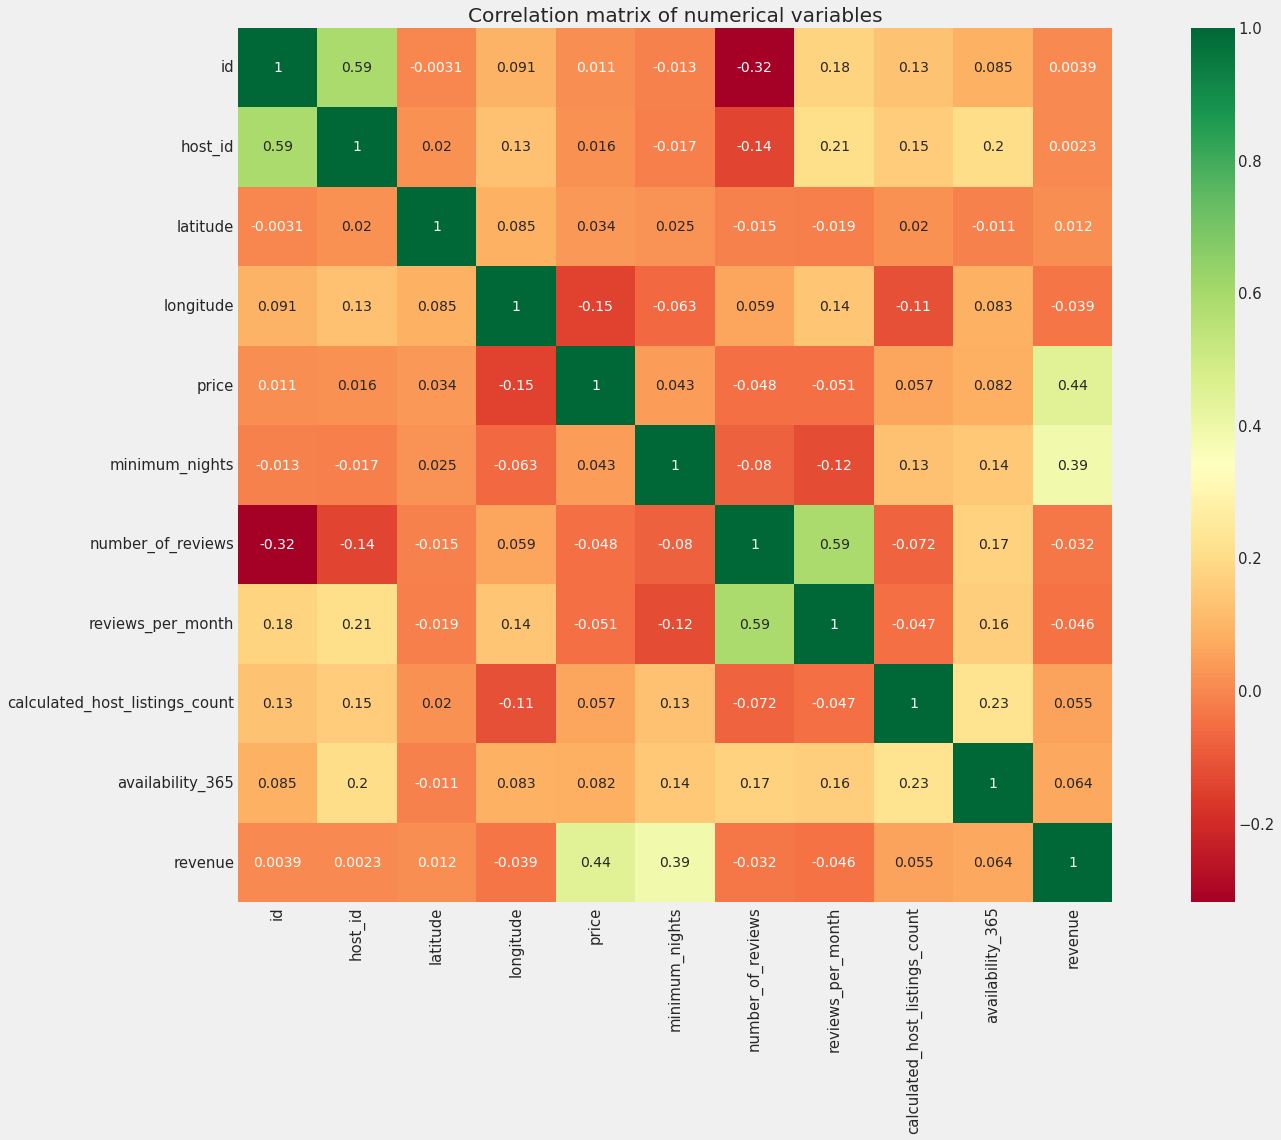 Correlation matrix of numerical variables
id 1 0.59 -0.0031 0.091 0.011 -0.013 -0.32 0.18 0.13 0.085 0.0039
host_id 0.59 1 0.02 0.13 0.016 -0.017 -0.14 0.21 0.15 0.2 0.0023
latitude -0.0031 0.02 1 0.085 0.034 0.025 -0.015 -0.019 0.02 -0.011 0.012
longitude 0.091 0.13 0.085 1 -0.15 -0.063 0.059 0.14 -0.11 0.083 -0.039
price 0.011 0.016 0.034 -0.15 1 0.043 -0.048 -0.051 0.057 0.082 0.44
minimum_nights -0.013 -0.017 0.025 -0.063 0.043 1 -0.08 -0.12 0.13 0.14 0.39
number_of_reviews -0.32 -0.14 -0.015 0.059 -0.048 -0.08 1 0.59 -0.072 0.17 -0.032
reviews_per_month 0.18 0.21 -0.019 0.14 -0.051 -0.12 0.59 1 -0.047 0.16 -0.046
calculated_host_listings_count 0.13 0.15 0.02 -0.11 0.057 0.13 -0.072 -0.047 1 0.23 0.055
availability_365 0.085 0.2 -0.011 0.083 0.082 0.14 0.17 0.16 0.23 1 0.064
revenue 0.0039 0.0023 0.012 -0.039 0.44 0.39 -0.032 -0.046 0.055 0.064 1
id
host_id
latitude
longitude
price
minimum_nights
number_of_reviews
reviews_per_month
calculated_host_listings_count
availability_365
revenue
1.0
0.8
0.6
0.4
0.2
0.0
−0.2